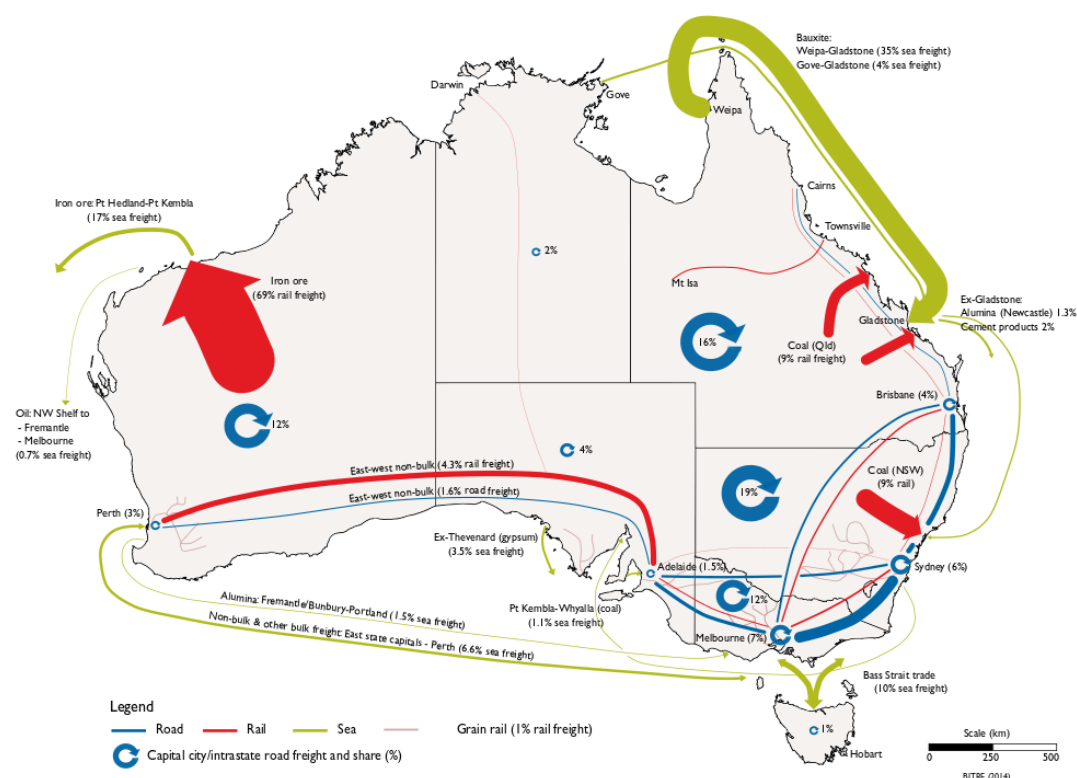 Bauxite:
Weipa-Gladstone (35% sea freight)
Gove-Gladstone (4% sea freight)
Darwin
Gove
Weipa
Cairns
Iron ore: Pt Hedland-Pt Kembla
(17% sea freight)
Townsville
2%
Iron ore
(69% rail freight)
Mt Isa
Ex-Gladstone:
Alumina (Newcastle) 1.3%
Cement products 2%
Gladstone
16%
Coal (Qld)
(9% rail freight)
Brisbane (4%)
Oil: NW Shelf to
- Fremantle
- Melbourne
(0.7% sea freight)
12%
4%
East-west non-bulk (4.3% rail freight)
East-west non-bulk (1.6% road freight)
Coal (NSW)
(9% rail)
19%
Perth (3%)
Ex-Thevenard (gypsum)
(3.5% sea freight)
Adelaide (1.5%)
Sydney (6%)
Pt Kembla-Whyalla (coal)
(1.1% sea freight)
12%
Alumina: Fremantle/Bunbury-Portland (1.5% sea freight)
Non-bulk & other bulk freight: East state capitals - Perth (6.6% sea freight)
Melbourne (7%)
Bass Strait trade
(10% sea freight)
1%
Hobart
Legend
Road
Rail
Sea
Grain rail (1% rail freight)
Capital city/intrastate road freight and share (%)
Scale (km)
0 250 500
BITRE (2014)